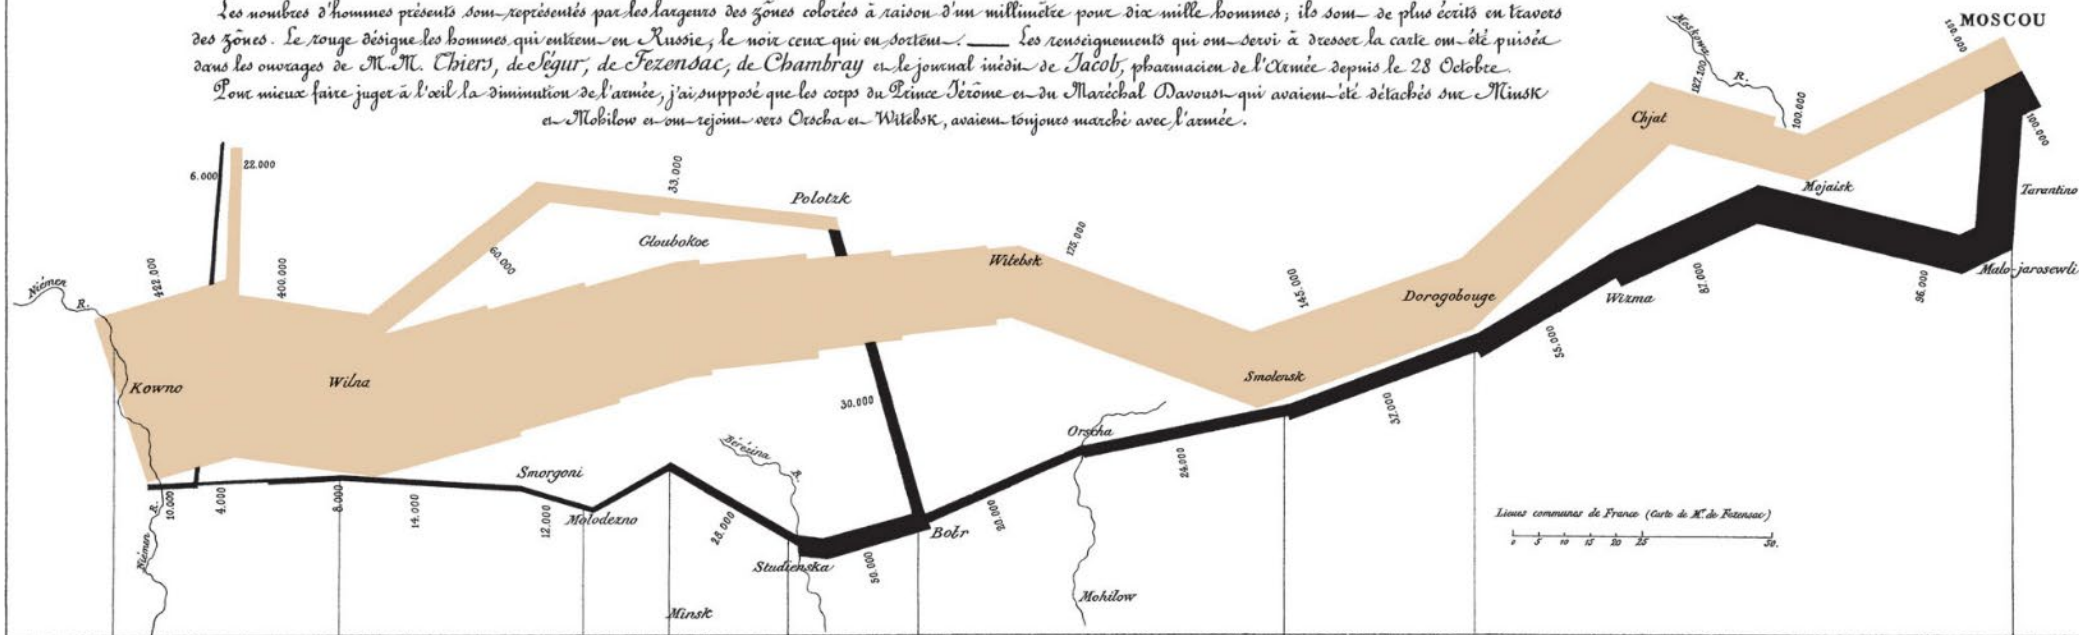 Les nombres d'hommes présents sont représentés par les largeurs des zônes colorées à raison d'un millimètre pour dix mille hommes; ils sont de plus écrits en travers
des zônes. Le rouge désigne les hommes qui entrent en Russie, le noir ceux qui en sortent. — Les renseignements qui ont servi à dresser la carte ont été puisés
dans les ouvrages de M.M. Thiers, de Ségur, de Fezensac, de Chambray et le journal inédit de Jacob, pharmacien de l'Armée depuis le 28 Octobre.
Pour mieux faire juger à l'œil la diminution de l'armée, j'ai supposé que les corps du Prince Jérôme et du Maréchal Davoust qui avaient été détachés sur Minsk
et Mohilow et ont rejoint vers Orscha et Witebsk, avaient toujours marché avec l'armée.
MOSCOU
100.000
Moskowa
R.
127.100
100.000
Chjat
100.000
6.000
22.000
33.000
Polotzk
Mojaisk
Tarantino
Gloubokoe
60.000
175.000
Witebsk
Malo-jarosewli
Niémen
R.
422.000
400.000
145.000
Dorogobouge
Wizma
87.000
96.000
55.000
Kowno
Wilna
Smolensk
30.000
37.000
Orscha
Bérézina
R.
24.000
Smorgoni
10.000
4.000
8.000
14.000
12.000
Molodezno
28.000
20.000
Bobr
Studienska
50.000
Niémen
R.
Lieues communes de France (Carte de M. de Fezensac)
0 5 10 15 20 25 50.
Mohilow
Minsk